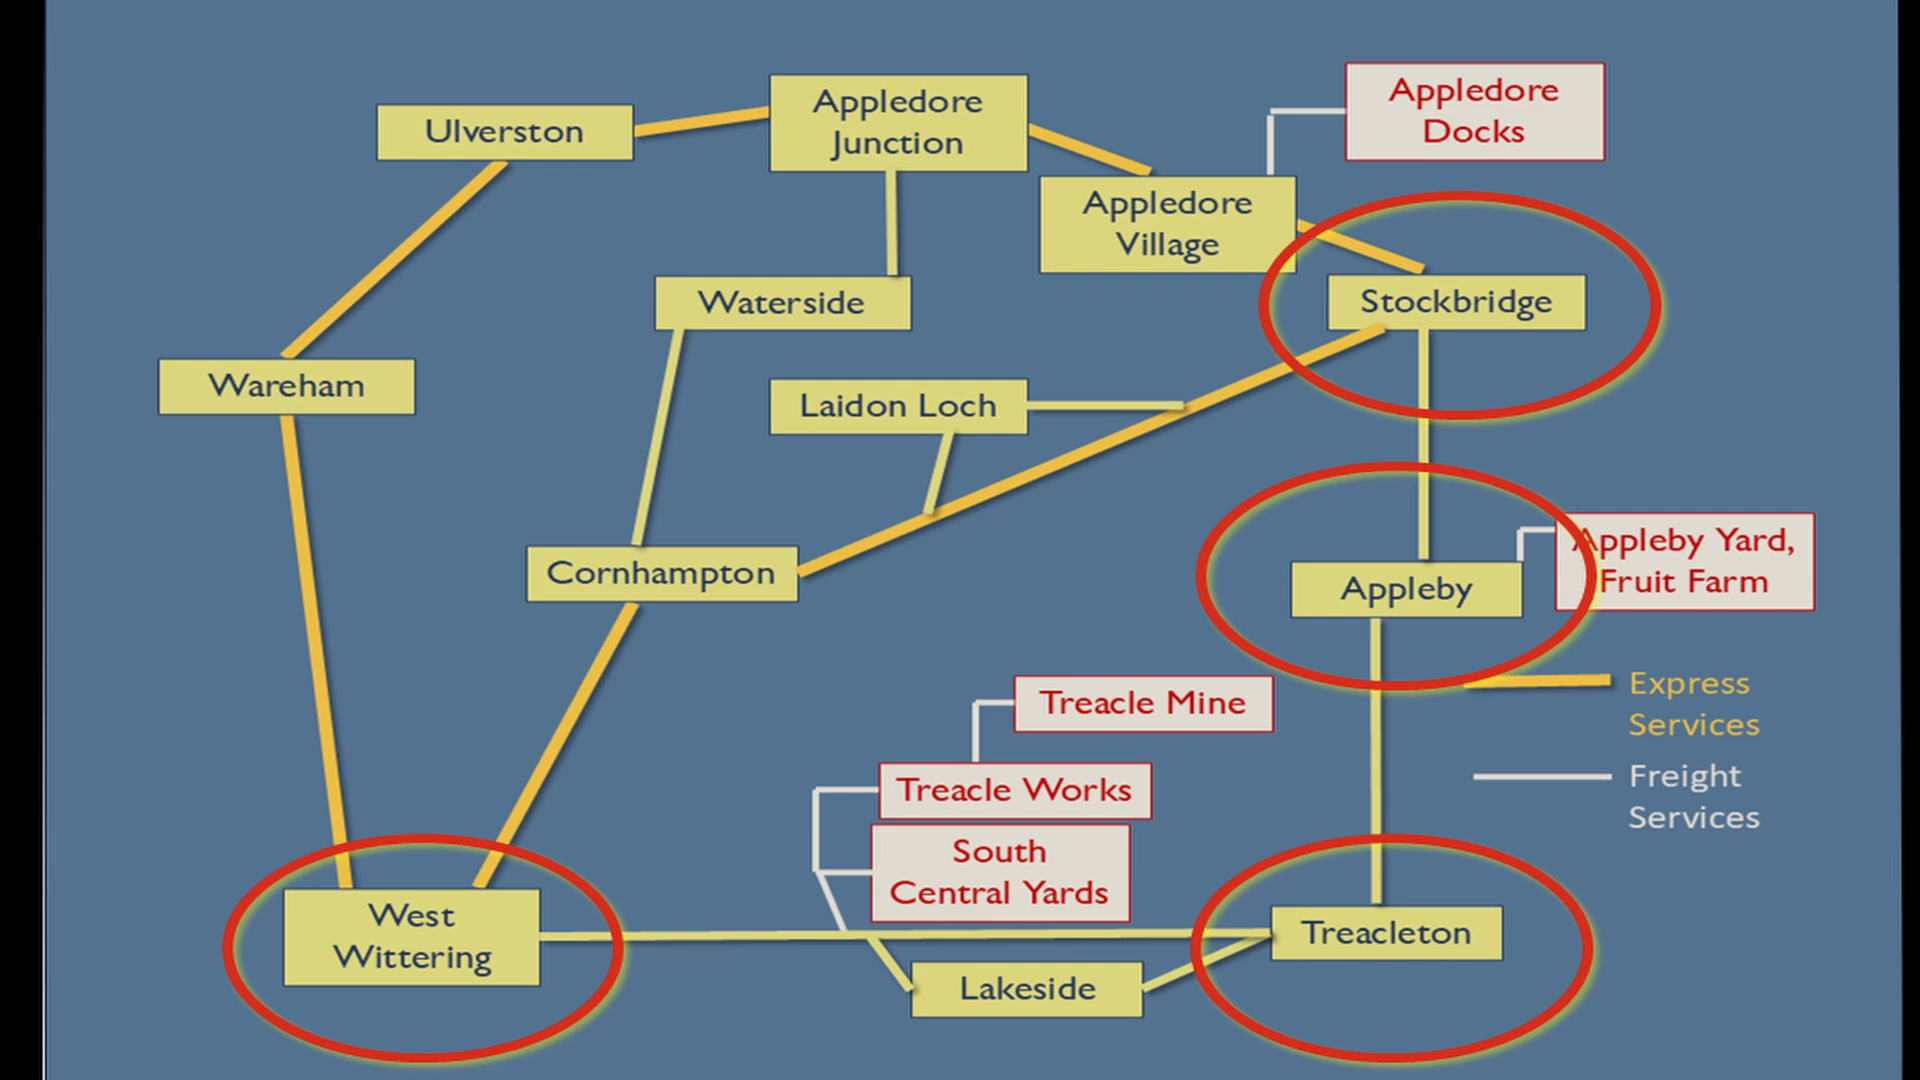 Appledore
Docks
Appledore
Junction
Ulverston
Appledore
Village
Stockbridge
Waterside
Wareham
Laidon Loch
Appleby Yard,
Fruit Farm
Cornhampton
Appleby
Express
Services
Treacle Mine
Freight
Services
Treacle Works
South
Central Yards
West
Wittering
Treacleton
Lakeside